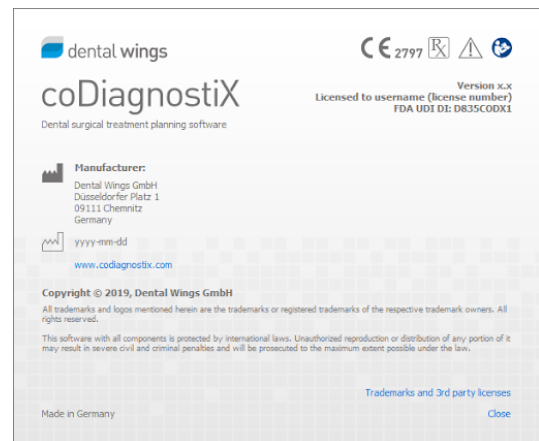 dental wings
CE 2797 Rx
coDiagnostiX
Dental surgical treatment planning software
Version x.x
Licensed to username (license number)
FDA UDI DI: D835CODX1
Manufacturer:
Dental Wings GmbH
Düsseldorfer Platz 1
09111 Chemnitz
Germany
yyyy-mm-dd
www.codiagnostix.com
Copyright © 2019, Dental Wings GmbH
All trademarks and logos mentioned herein are the trademarks or registered trademarks of the respective trademark owners. All
rights reserved.
This software with all components is protected by international laws. Unauthorized reproduction or distribution of any portion of it
may result in severe civil and criminal penalties and will be prosecuted to the maximum extent possible under the law.
Trademarks and 3rd party licenses
Made in Germany
Close